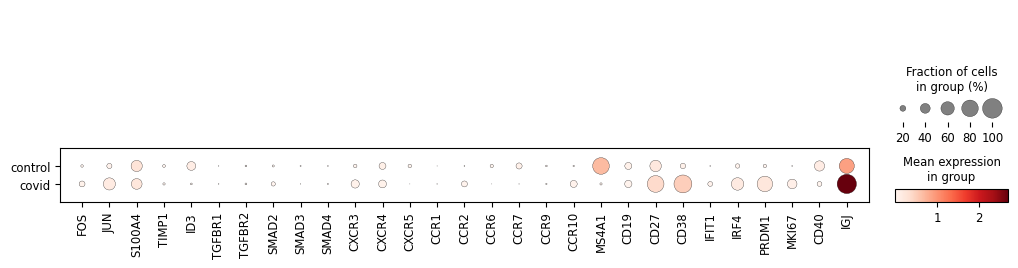 Fraction of cells
in group (%)
20 40 60 80 100
Mean expression
in group
1 2
control
covid
FOS
JUN
S100A4
TIMP1
ID3
TGFBR1
TGFBR2
SMAD2
SMAD3
SMAD4
CXCR3
CXCR4
CXCR5
CCR1
CCR2
CCR6
CCR7
CCR9
CCR10
MS4A1
CD19
CD27
CD38
IFIT1
IRF4
PRDM1
MKI67
CD40
IGJ